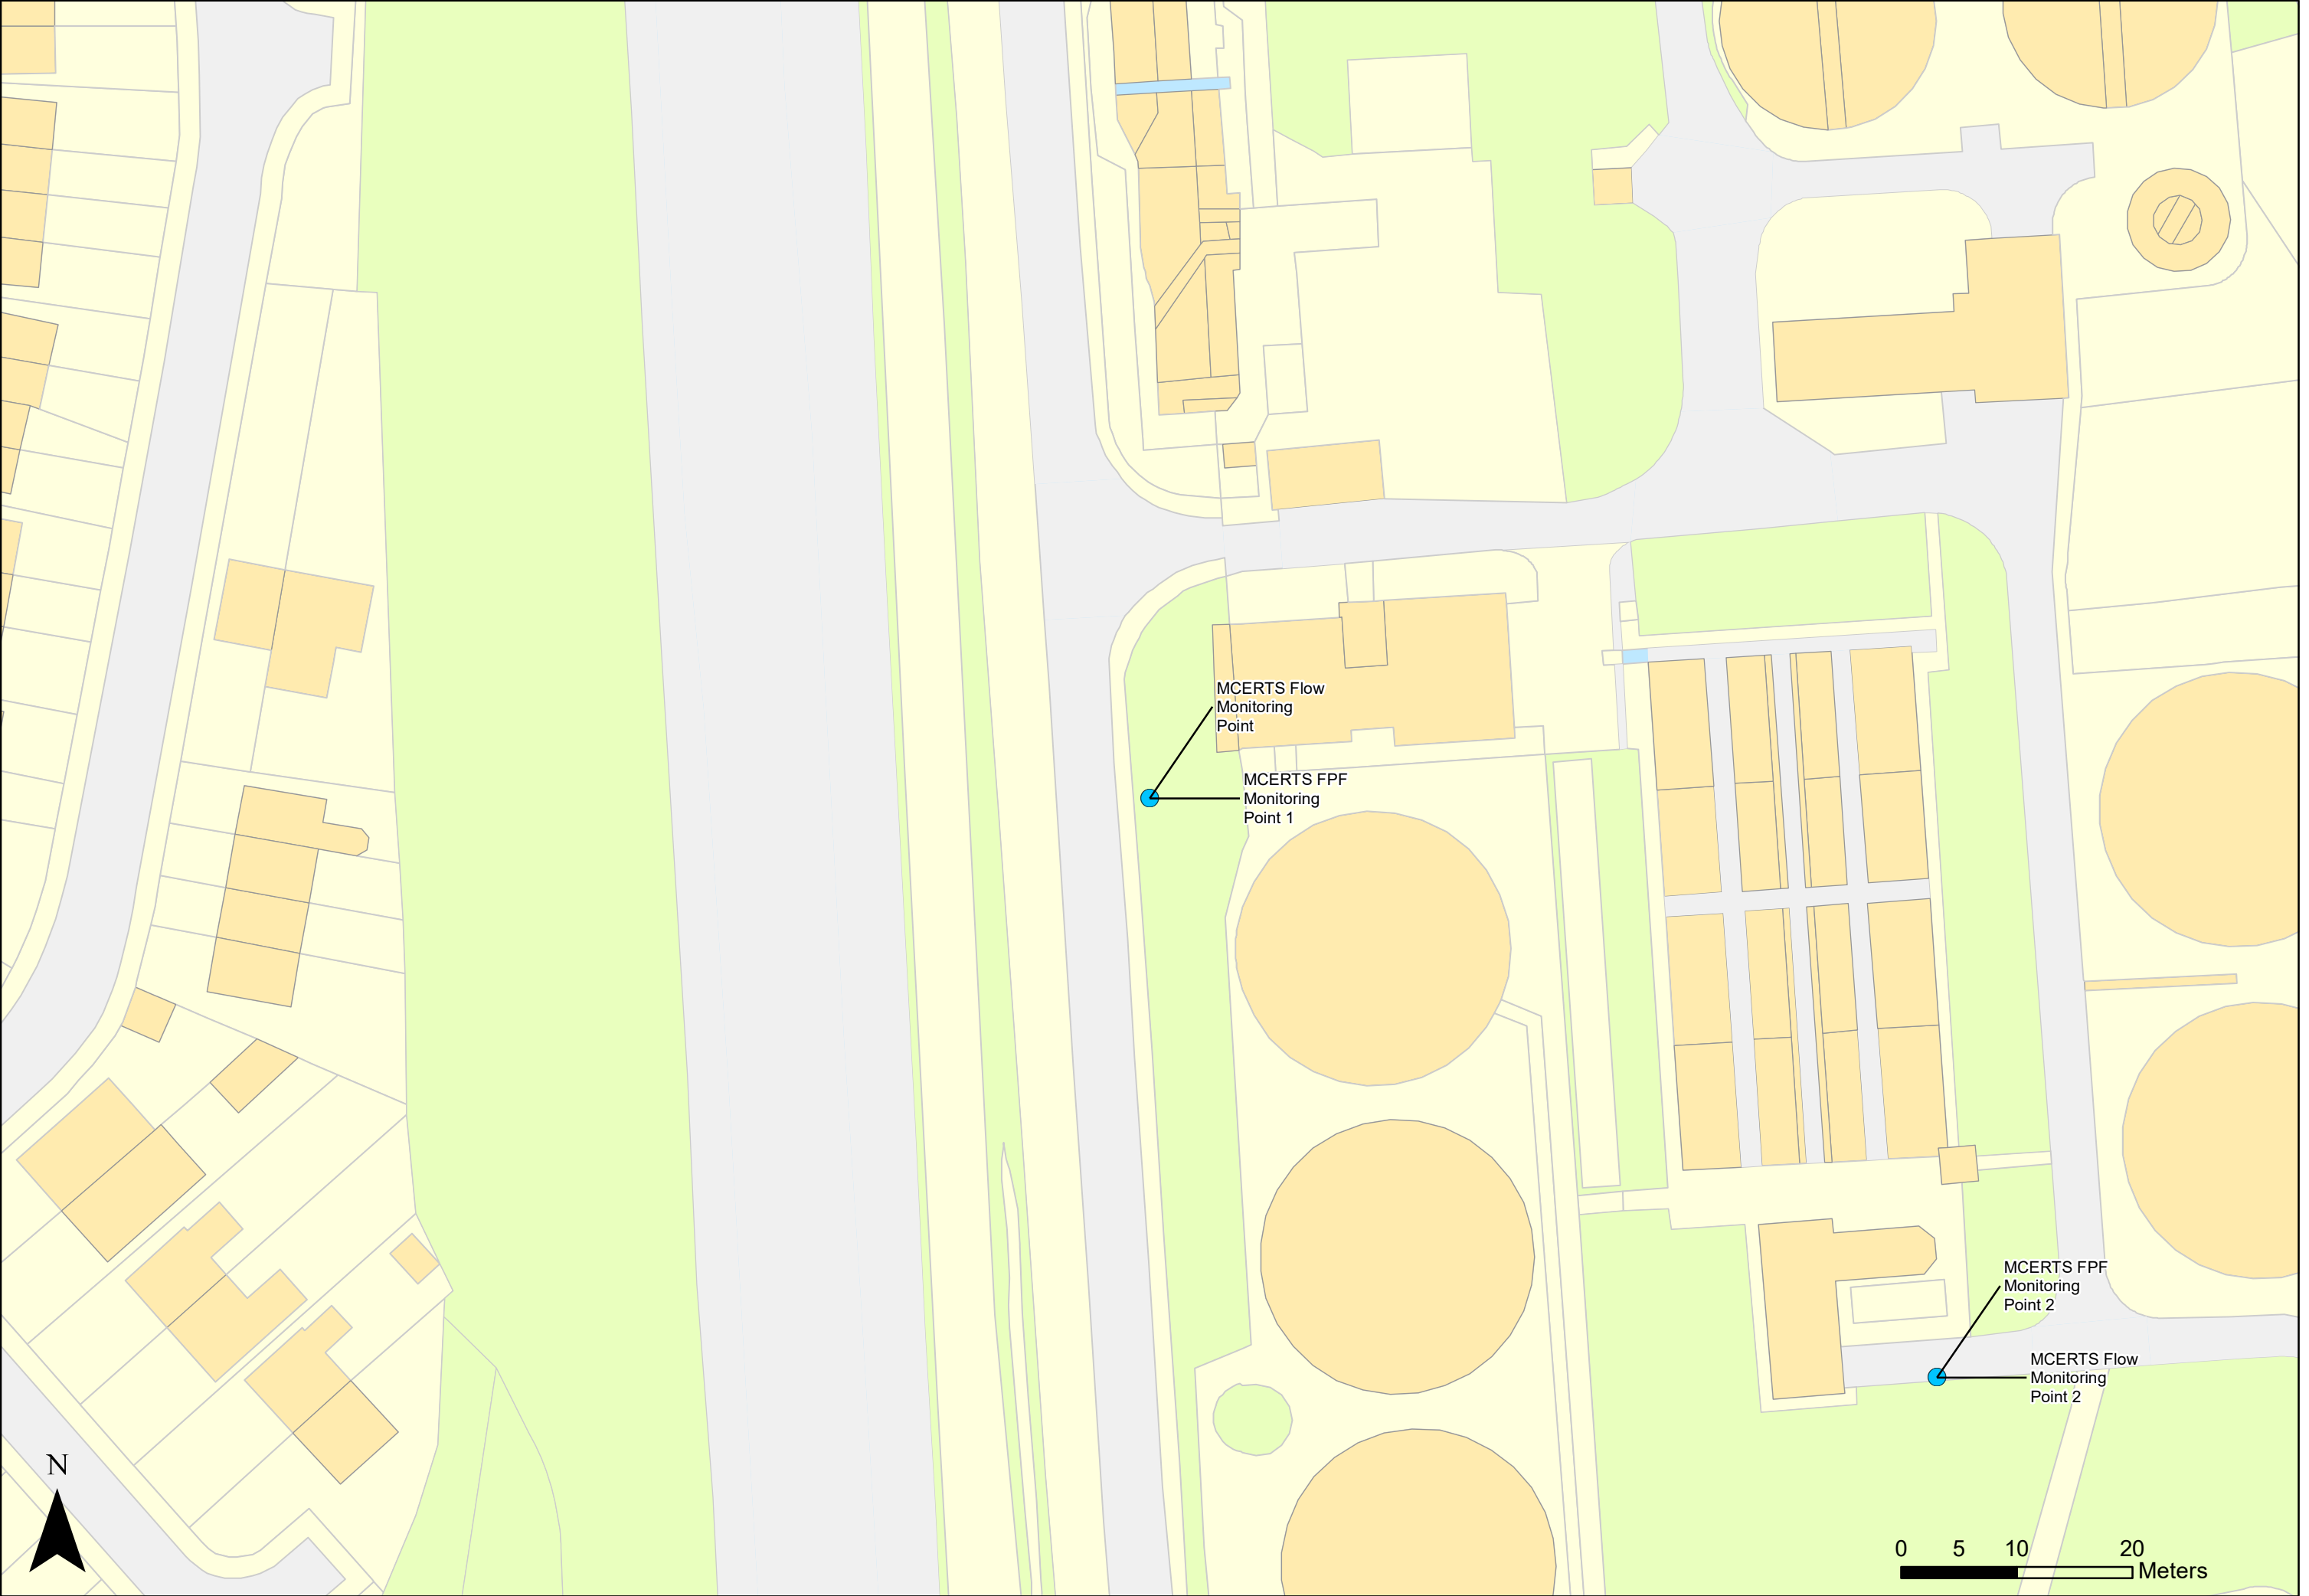 MCERTS Flow
Monitoring
Point
MCERTS FPF
Monitoring
Point 1
MCERTS FPF
Monitoring
Point 2
MCERTS Flow
Monitoring
Point 2
N
0 5 10 20
Meters